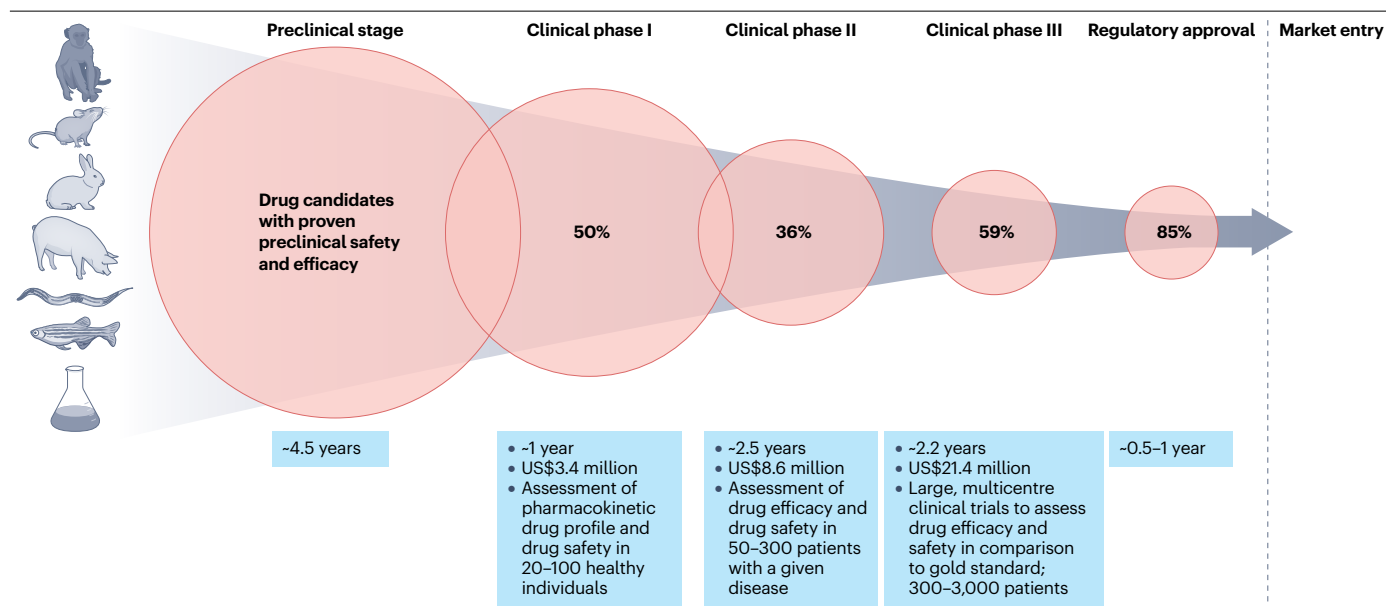 Preclinical stage
Clinical phase I
Clinical phase II
Clinical phase III
Regulatory approval
Market entry
Drug candidates
with proven
preclinical safety
and efficacy
50%
36%
59%
85%
~4.5 years
• ~1 year
• US$3.4 million
• Assessment of
pharmacokinetic
drug profile and
drug safety in
20–100 healthy
individuals
• ~2.5 years
• US$8.6 million
• Assessment of
drug efficacy and
drug safety in
50–300 patients
with a given
disease
• ~2.2 years
• US$21.4 million
• Large, multicentre
clinical trials to assess
drug efficacy and
safety in comparison
to gold standard;
300–3,000 patients
~0.5–1 year